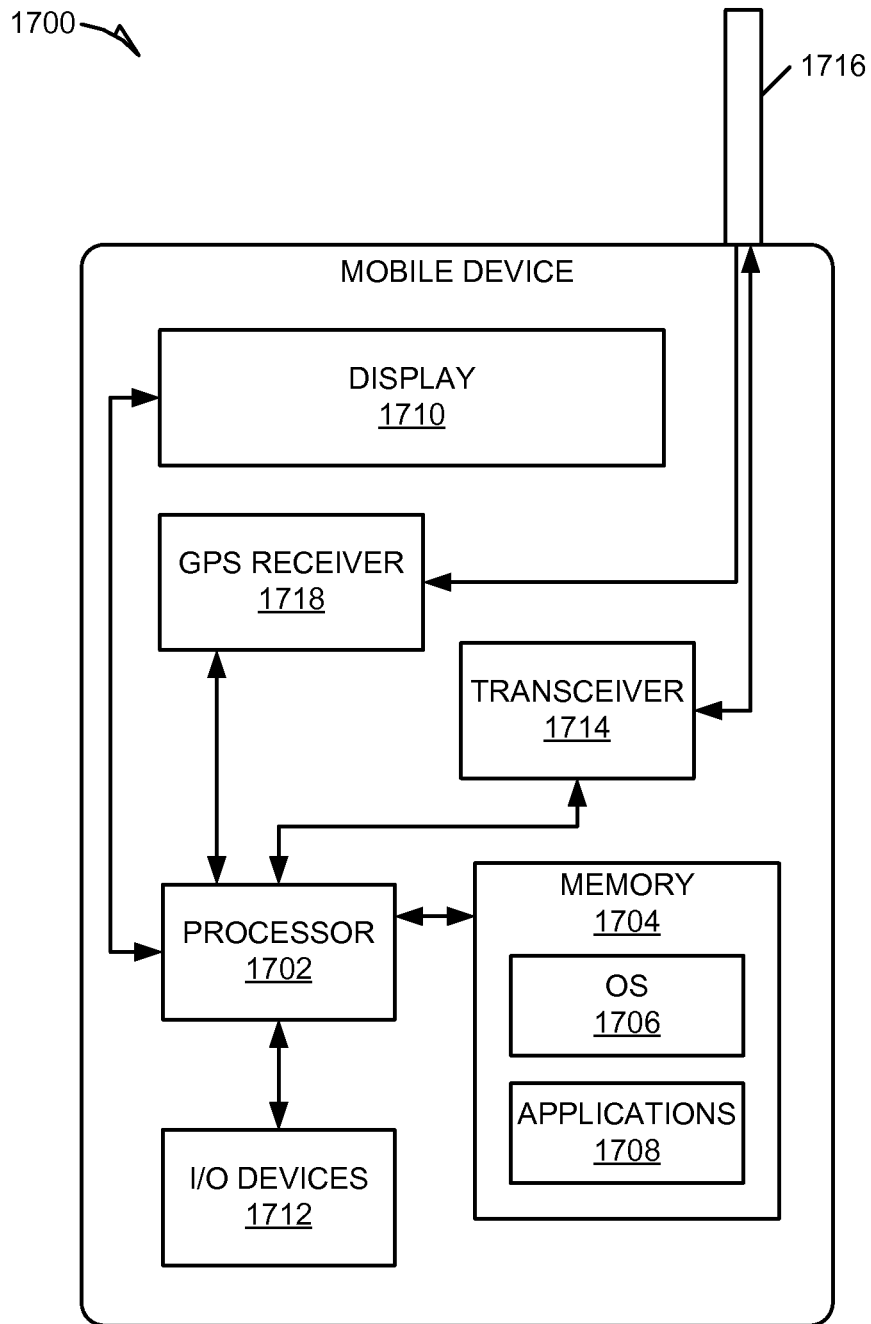 1700
1716
MOBILE DEVICE
DISPLAY
1710
GPS RECEIVER
1718
TRANSCEIVER
1714
PROCESSOR
1702
MEMORY
1704
OS
1706
APPLICATIONS
1708
I/O DEVICES
1712